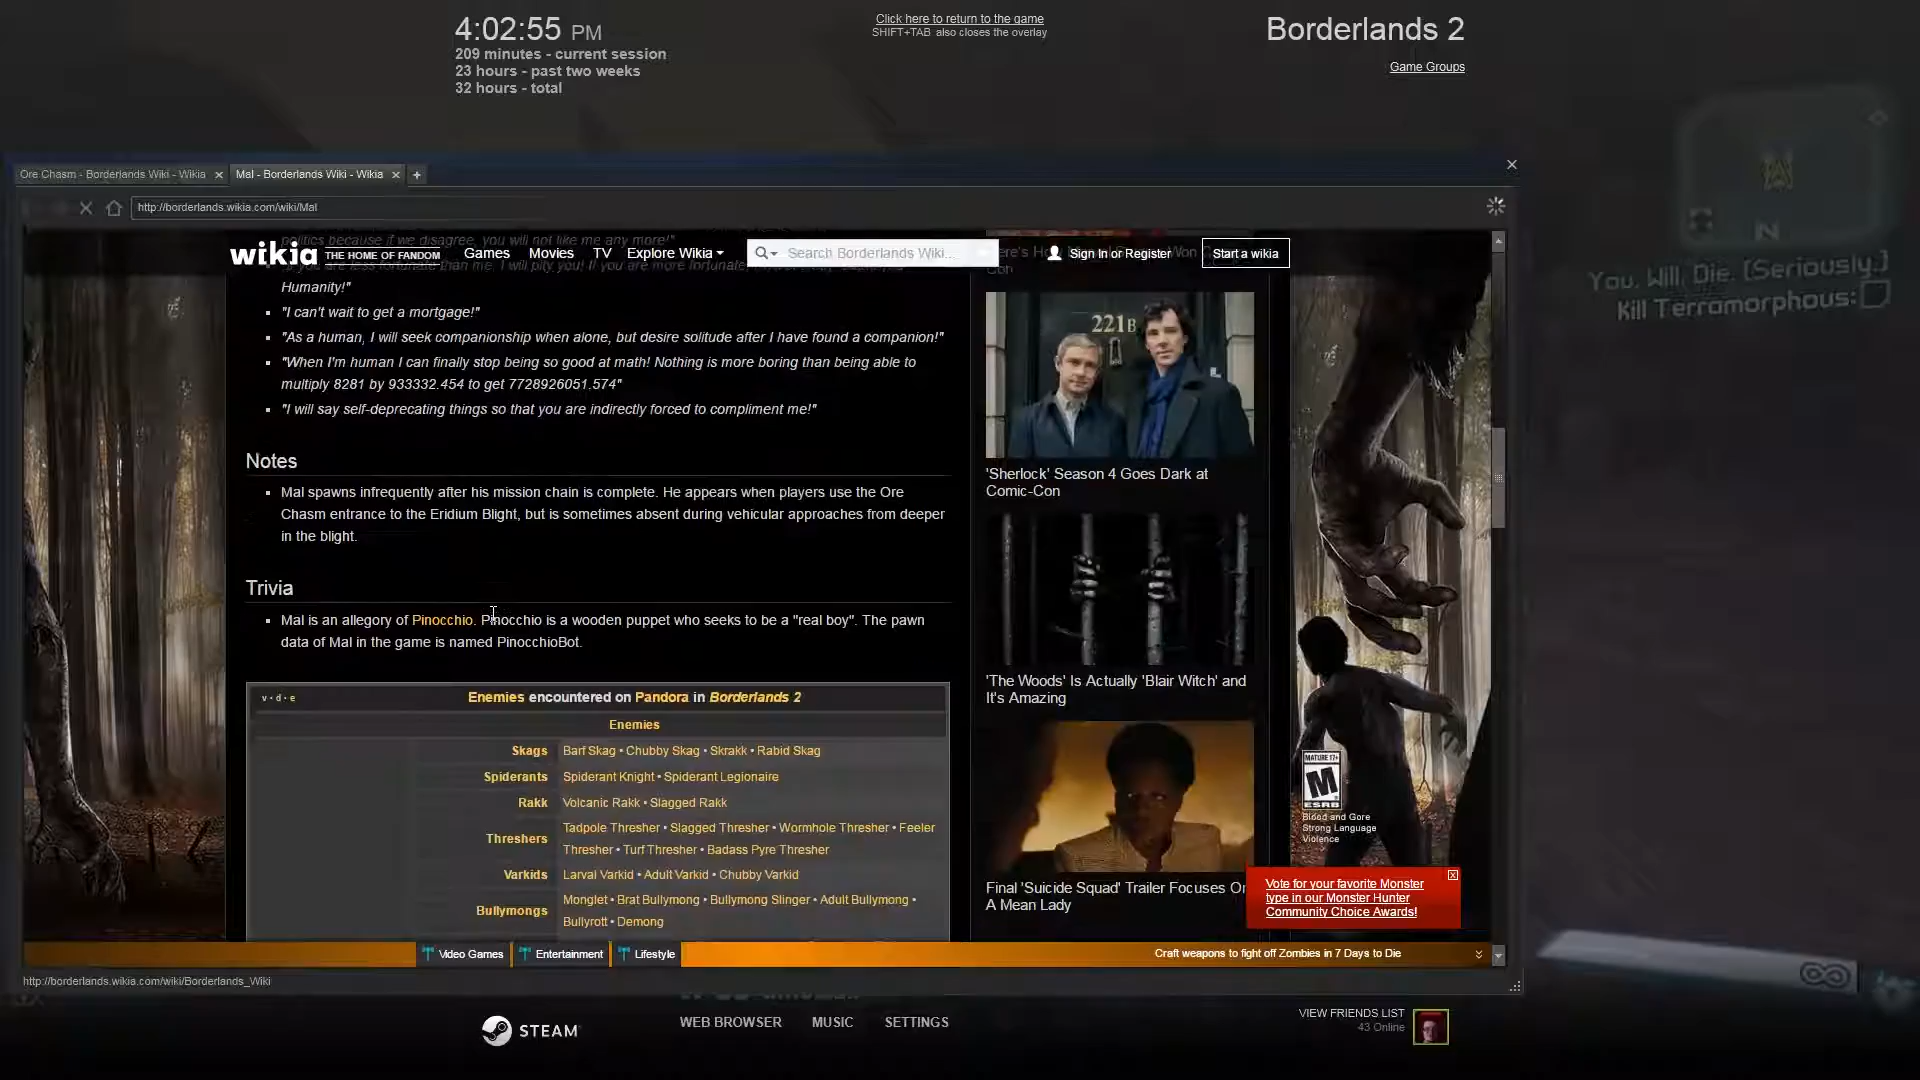 4:02:55 PM
209 minutes - current session
23 hours - past two weeks
32 hours - total
Click here to return to the game
SHIFT+TAB also closes the overlay
Borderlands 2
Game Groups
You. Will. Die. (Seriously.)
Kill Terramorphous:
N
Ore Chasm - Borderlands Wiki - Wikia
Mal - Borderlands Wiki - Wikia
http://borderlands.wikia.com/wiki/Mal
politics because if we disagree, you will not like me any more!"
wikia THE HOME OF FANDOM
Games Movies TV Explore Wikia
Search Borderlands Wiki...
Sign In or Register
Start a wikia
Humanity!"
"I can't wait to get a mortgage!"
"As a human, I will seek companionship when alone, but desire solitude after I have found a companion!"
"When I'm human I can finally stop being so good at math! Nothing is more boring than being able to
multiply 8281 by 933332.454 to get 7728926051.574"
"I will say self-deprecating things so that you are indirectly forced to compliment me!"
Notes
Mal spawns infrequently after his mission chain is complete. He appears when players use the Ore
Chasm entrance to the Eridium Blight, but is sometimes absent during vehicular approaches from deeper
in the blight.
Trivia
Mal is an allegory of Pinocchio. Pinocchio is a wooden puppet who seeks to be a "real boy". The pawn
data of Mal in the game is named PinocchioBot.
v · d · e
Enemies encountered on Pandora in Borderlands 2
Enemies
Skags Barf Skag • Chubby Skag • Skrakk • Rabid Skag
Spiderants Spiderant Knight • Spiderant Legionaire
Rakk Volcanic Rakk • Slagged Rakk
Threshers Tadpole Thresher • Slagged Thresher • Wormhole Thresher • Feeler
Thresher • Turf Thresher • Badass Pyre Thresher
Varkids Larval Varkid • Adult Varkid • Chubby Varkid
Bullymongs Monglet • Brat Bullymong • Bullymong Slinger • Adult Bullymong •
Bullyrott • Demong
221B
'Sherlock' Season 4 Goes Dark at
Comic-Con
'The Woods' Is Actually 'Blair Witch' and
It's Amazing
Final 'Suicide Squad' Trailer Focuses On
A Mean Lady
MATURE 17+
M
ESRB
Blood and Gore
Strong Language
Violence
Vote for your favorite Monster
type in our Monster Hunter
Community Choice Awards!
Video Games Entertainment Lifestyle
Craft weapons to fight off Zombies in 7 Days to Die
http://borderlands.wikia.com/wiki/Borderlands_Wiki
STEAM
WEB BROWSER MUSIC SETTINGS
VIEW FRIENDS LIST
43 Online